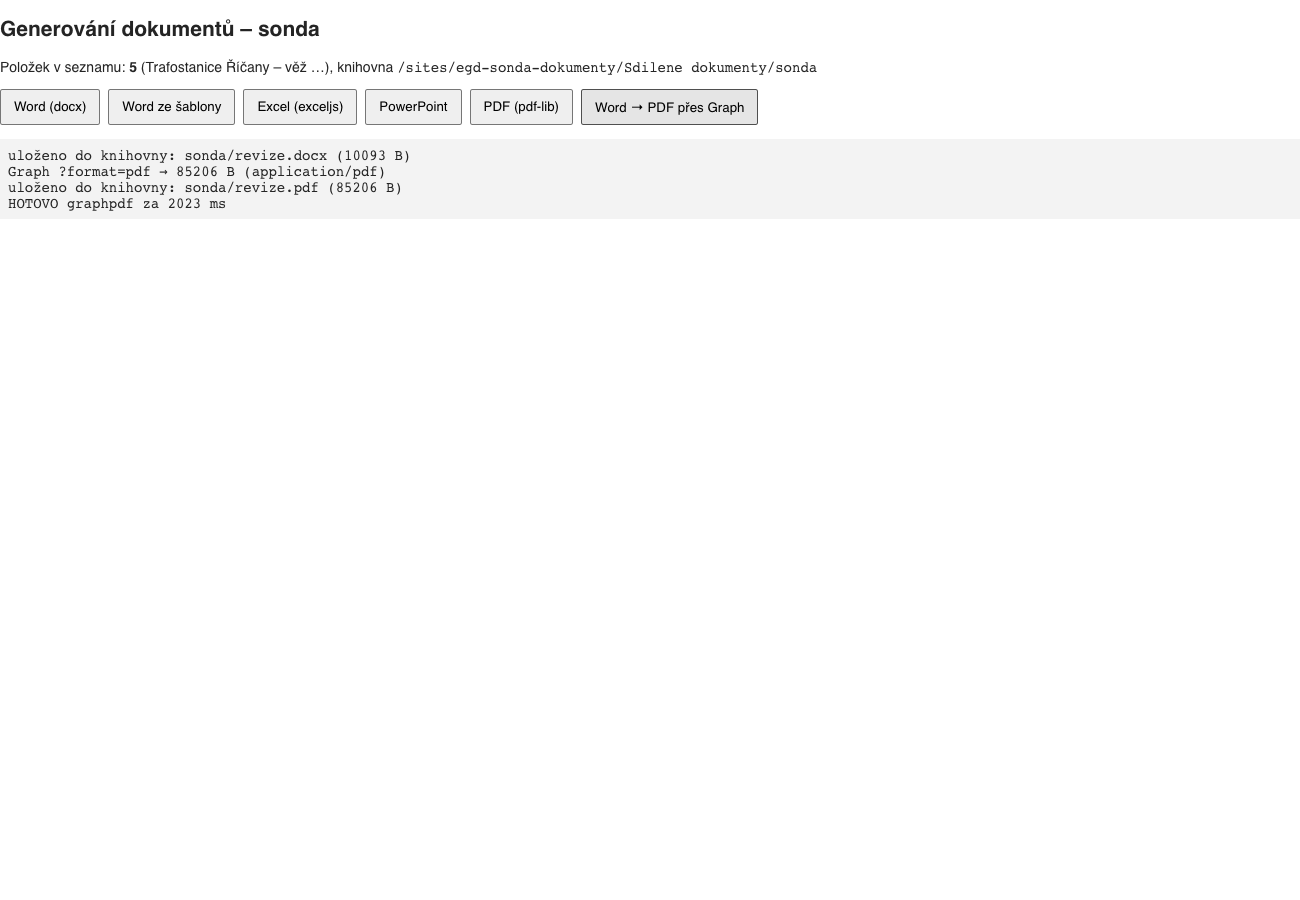 Generování dokumentů – sonda
Položek v seznamu: 5 (Trafostanice Říčany – věž …), knihovna /sites/egd-sonda-dokumenty/Sdilene dokumenty/sonda
Word (docx) Word ze šablony Excel (exceljs) PowerPoint PDF (pdf-lib) Word → PDF přes Graph
uloženo do knihovny: sonda/revize.docx (10093 B)
Graph ?format=pdf → 85206 B (application/pdf)
uloženo do knihovny: sonda/revize.pdf (85206 B)
HOTOVO graphpdf za 2023 ms